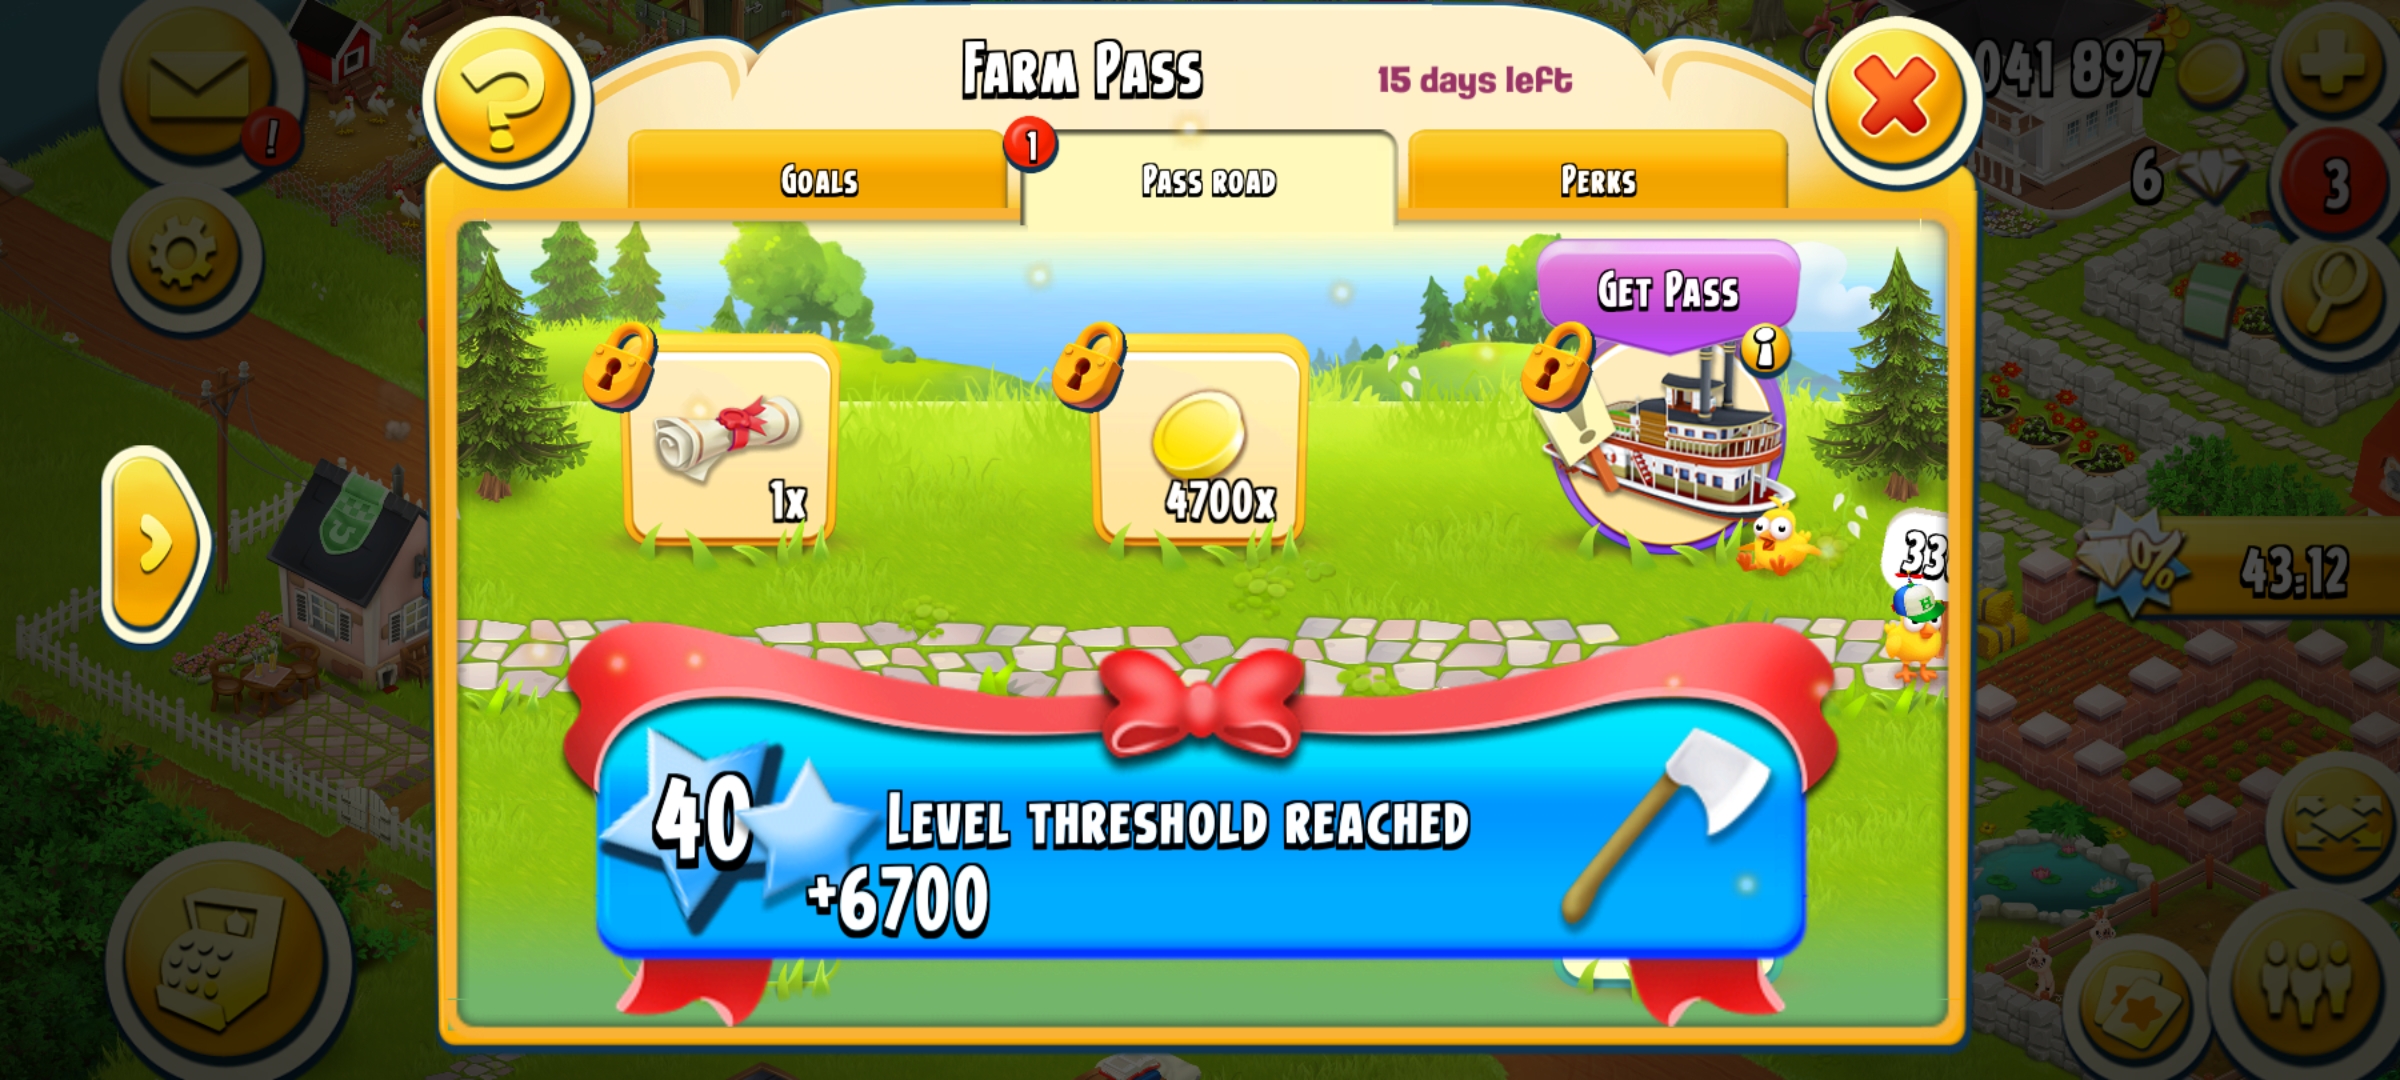 FARM PASS
15 days left
041 897
!
1
GOALS
PASS ROAD
PERKS
6
3
GET PASS
1x
4700x
33
H
%
43:12
40
LEVEL THRESHOLD REACHED
+6700